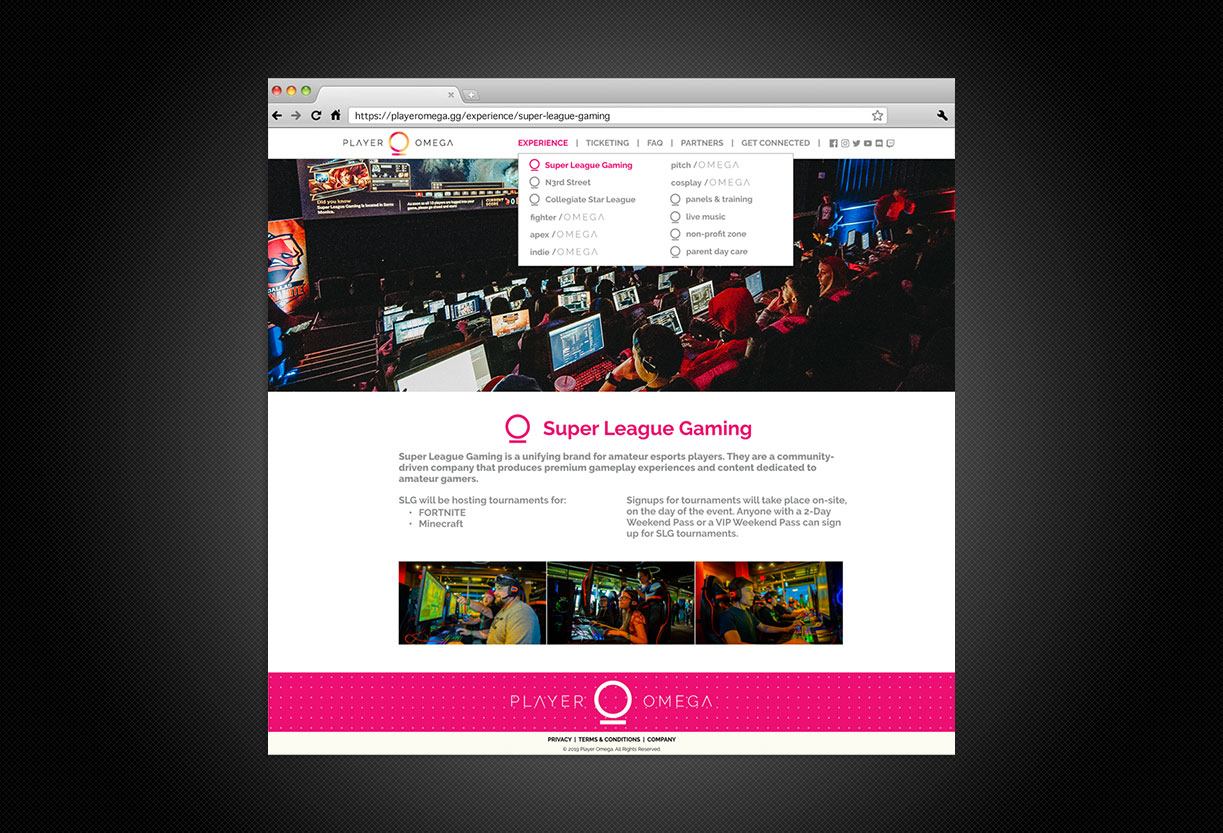 https://playeromega.gg/experience/super-league-gaming
PLAYER OMEGA
EXPERIENCE | TICKETING | FAQ | PARTNERS | GET CONNECTED |
Super League Gaming
N3rd Street
Collegiate Star League
fighter /OMEGA
apex /OMEGA
indie /OMEGA
pitch /OMEGA
cosplay /OMEGA
panels & training
live music
non-profit zone
parent day care
Did you know
Super League Gaming is located in Santa
Monica.
CURRENT
SCORE
DALLAS
Super League Gaming
Super League Gaming is a unifying brand for amateur esports players. They are a community-
driven company that produces premium gameplay experiences and content dedicated to
amateur gamers.
SLG will be hosting tournaments for:
• FORTNITE
• Minecraft
Signups for tournaments will take place on-site,
on the day of the event. Anyone with a 2-Day
Weekend Pass or a VIP Weekend Pass can sign
up for SLG tournaments.
PLAYER OMEGA
PRIVACY | TERMS & CONDITIONS | COMPANY
© 2019 Player Omega. All Rights Reserved.